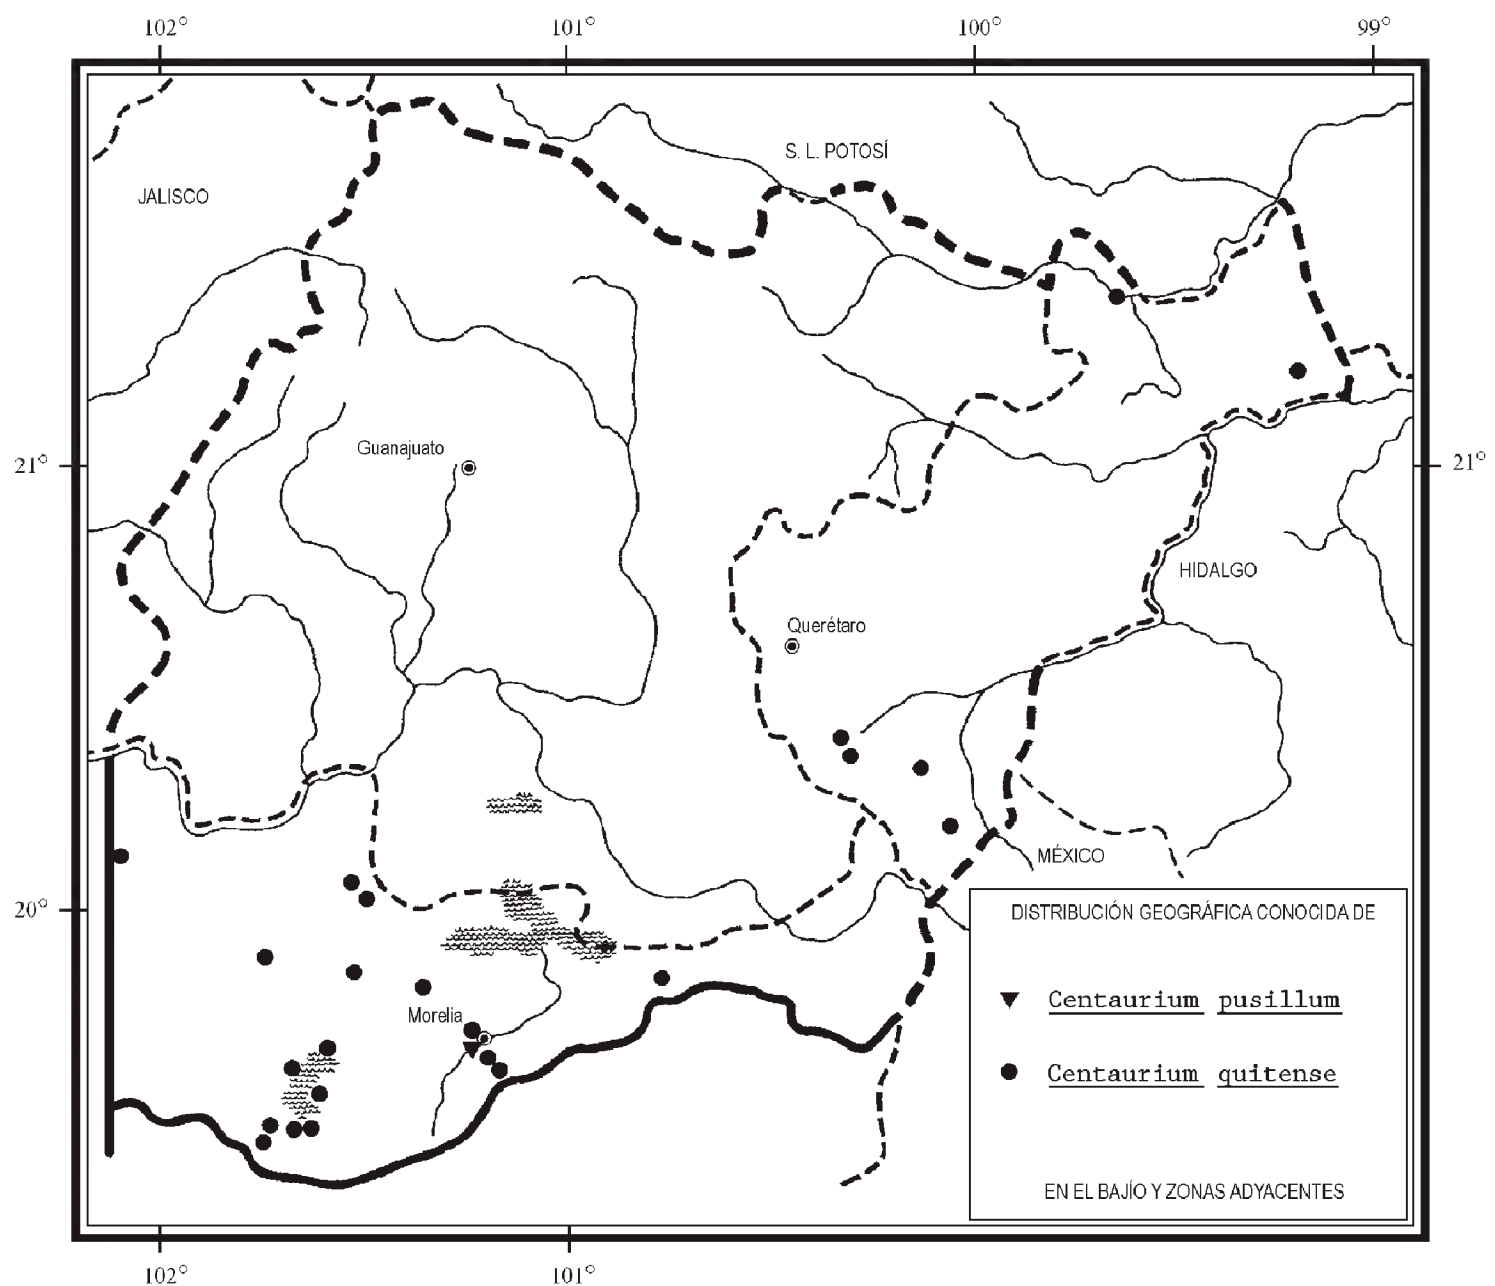 102° 101° 100° 99°
S. L. POTOSÍ
JALISCO
Guanajuato
21° 21°
HIDALGO
Querétaro
MÉXICO
20°
DISTRIBUCIÓN GEOGRÁFICA CONOCIDA DE
Centaurium pusillum
Morelia
Centaurium quitense
EN EL BAJÍO Y ZONAS ADYACENTES
102° 101°